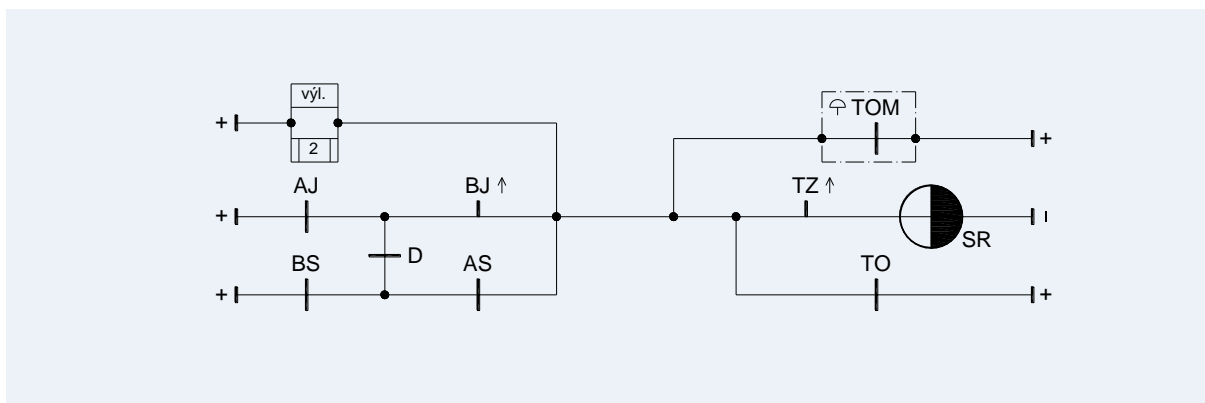 výl.
+
2
TOM
+
AJ
BJ ↑
TZ ↑
+
SR
D
BS
AS
TO
+
+